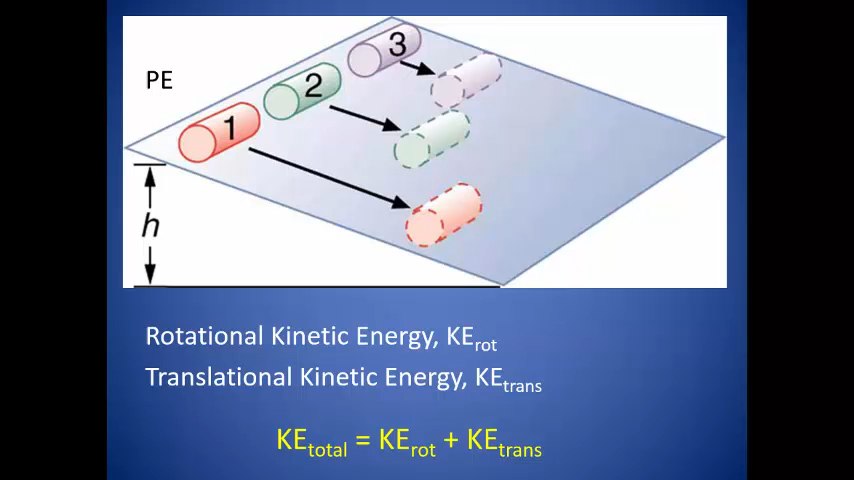 3
PE
2
1
h
Rotational Kinetic Energy, KErot
Translational Kinetic Energy, KEtrans
KEtotal = KErot + KEtrans